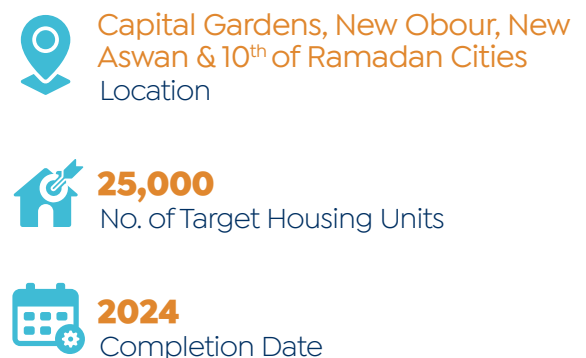 Capital Gardens, New Obour, New
Aswan & 10th of Ramadan Cities
Location
25,000
No. of Target Housing Units
2024
Completion Date